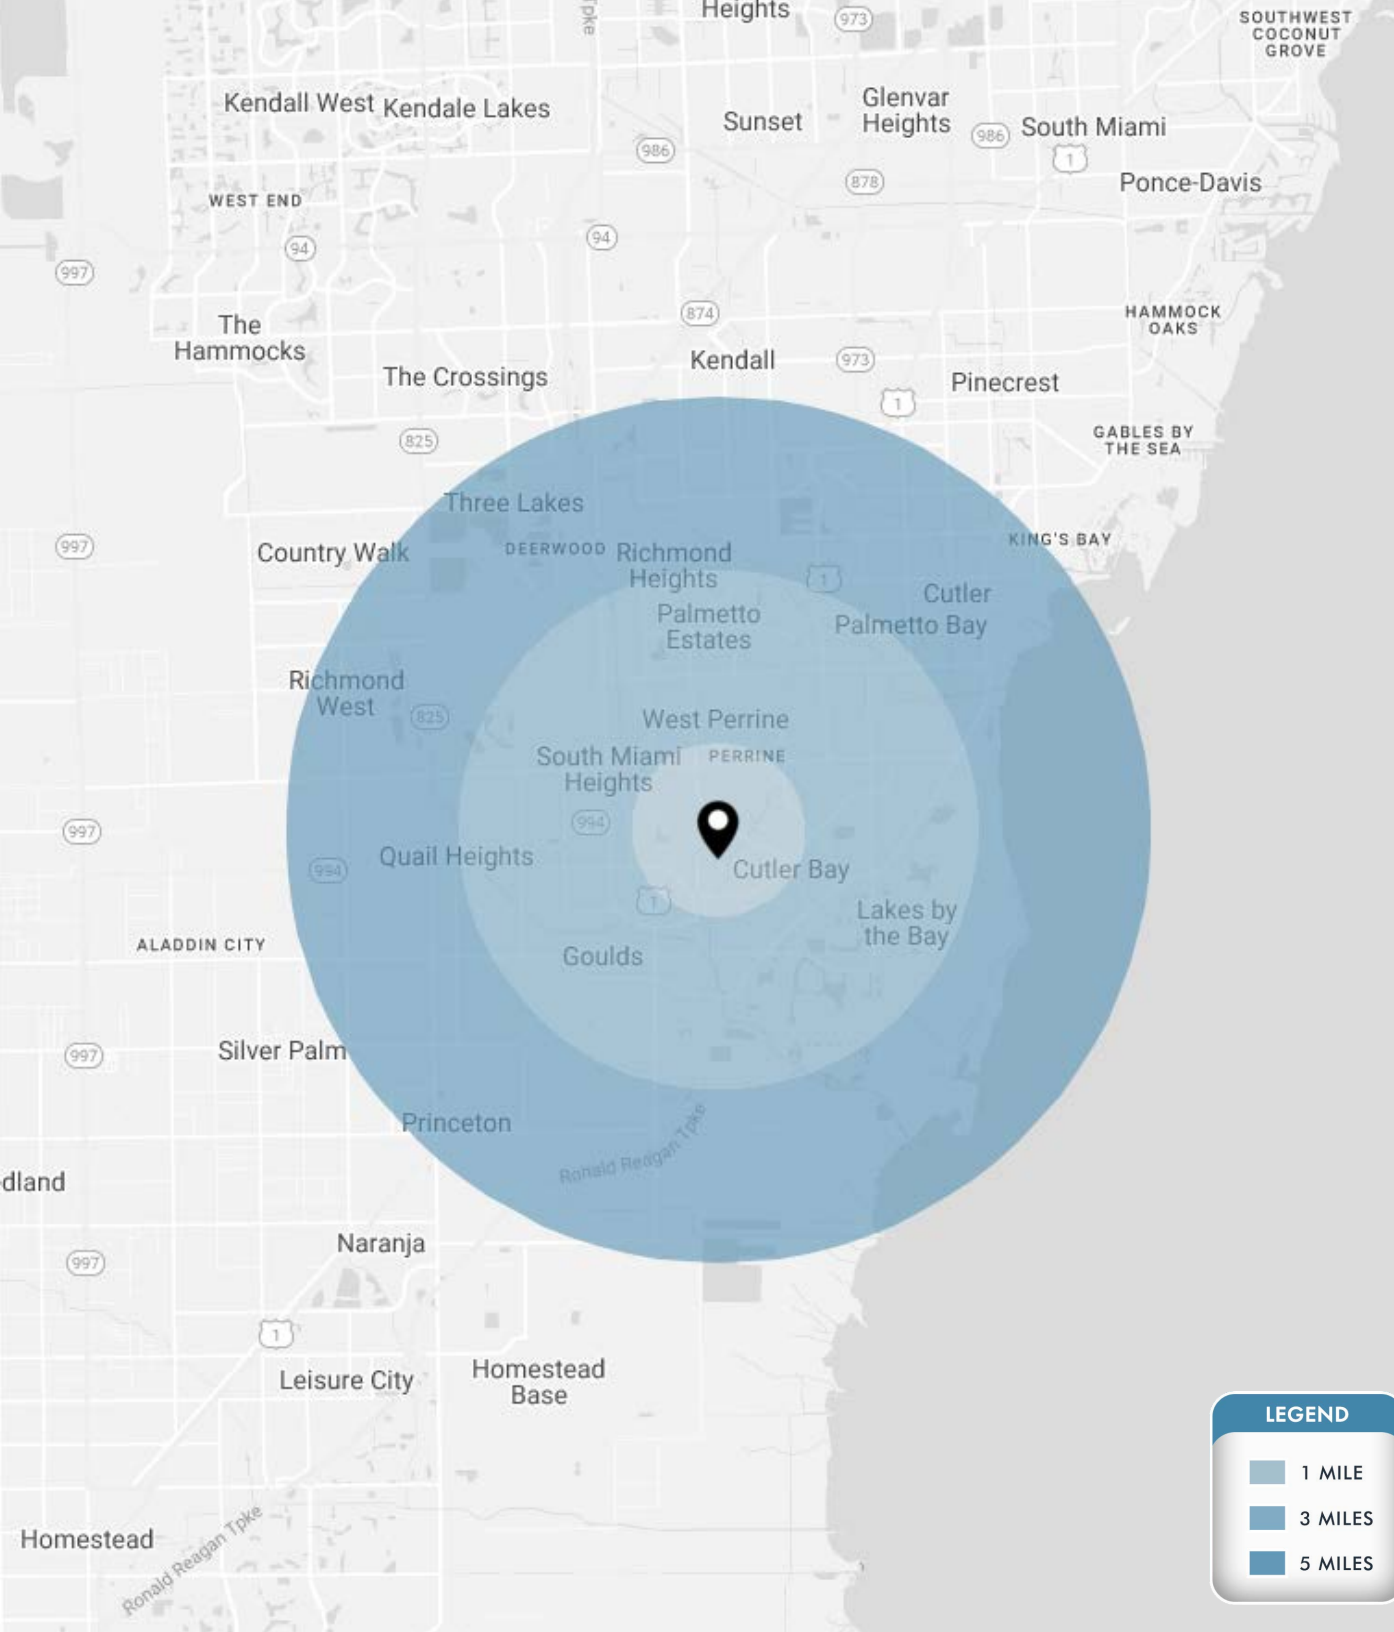 Tpke
Heights
973
SOUTHWEST
COCONUT
GROVE
Kendall West
Kendale Lakes
Sunset
Glenvar
Heights
986
South Miami
986
1
878
Ponce-Davis
WEST END
94
94
997
874
HAMMOCK
OAKS
The
Hammocks
Kendall
973
The Crossings
Pinecrest
1
825
GABLES BY
THE SEA
Three Lakes
997
Country Walk
DEERWOOD
Richmond
Heights
KING'S BAY
1
Cutler
Palmetto
Estates
Palmetto Bay
Richmond
West
825
West Perrine
South Miami
Heights
PERRINE
994
997
Quail Heights
994
Cutler Bay
1
Lakes by
the Bay
ALADDIN CITY
Goulds
Silver Palm
997
Princeton
Ronald Reagan Tpke
dland
Naranja
997
1
Leisure City
Homestead
Base
LEGEND
1 MILE
3 MILES
5 MILES
Homestead
Ronald Reagan Tpke